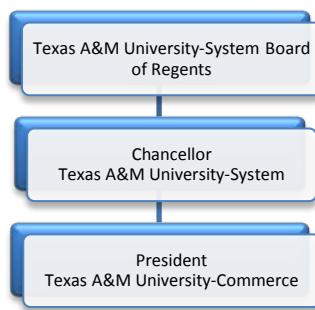 Texas A&M University-System Board
of Regents
Chancellor
Texas A&M University-System
President
Texas A&M University-Commerce